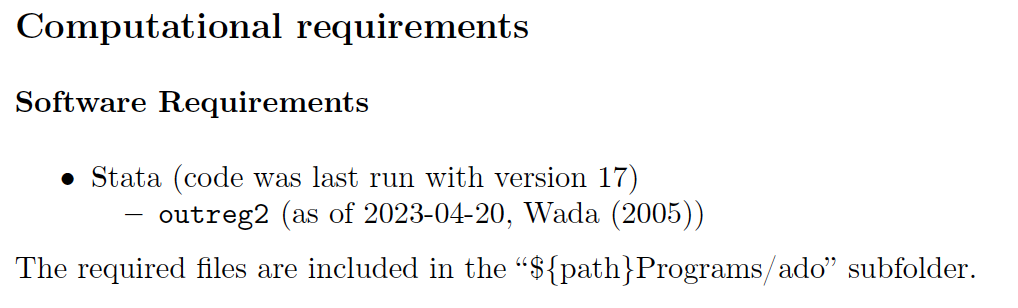 Computational requirements
Software Requirements
• Stata (code was last run with version 17)
– outreg2 (as of 2023-04-20, Wada (2005))
The required files are included in the “${path}Programs/ado” subfolder.